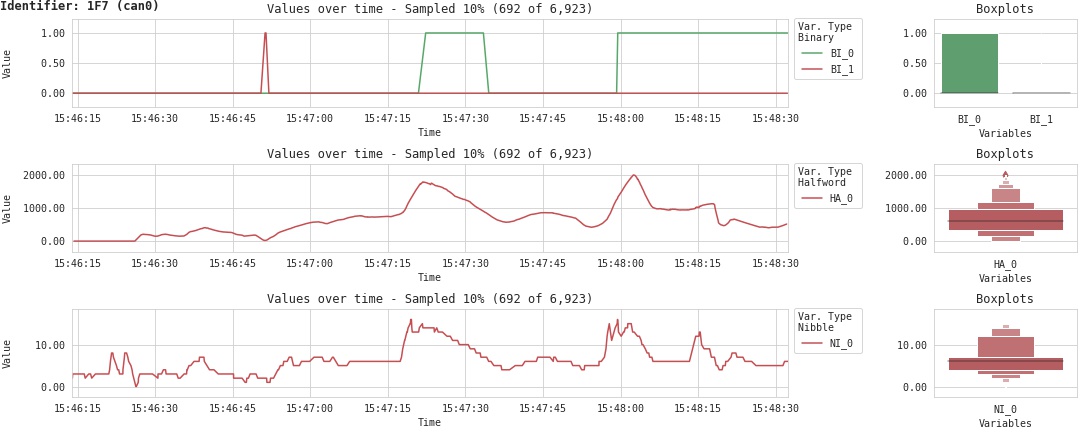 Identifier: 1F7 (can0)
Values over time - Sampled 10% (692 of 6,923)
Boxplots
Value
1.00
0.50
0.00
15:46:15 15:46:30 15:46:45 15:47:00 15:47:15 15:47:30 15:47:45 15:48:00 15:48:15 15:48:30
Time
Var. Type
Binary
BI_0
BI_1
1.00
0.50
0.00
BI_0 BI_1
Variables
Values over time - Sampled 10% (692 of 6,923)
Boxplots
Value
2000.00
1000.00
0.00
15:46:15 15:46:30 15:46:45 15:47:00 15:47:15 15:47:30 15:47:45 15:48:00 15:48:15 15:48:30
Time
Var. Type
Halfword
HA_0
2000.00
1000.00
0.00
HA_0
Variables
Values over time - Sampled 10% (692 of 6,923)
Boxplots
Value
10.00
0.00
15:46:15 15:46:30 15:46:45 15:47:00 15:47:15 15:47:30 15:47:45 15:48:00 15:48:15 15:48:30
Time
Var. Type
Nibble
NI_0
10.00
0.00
NI_0
Variables